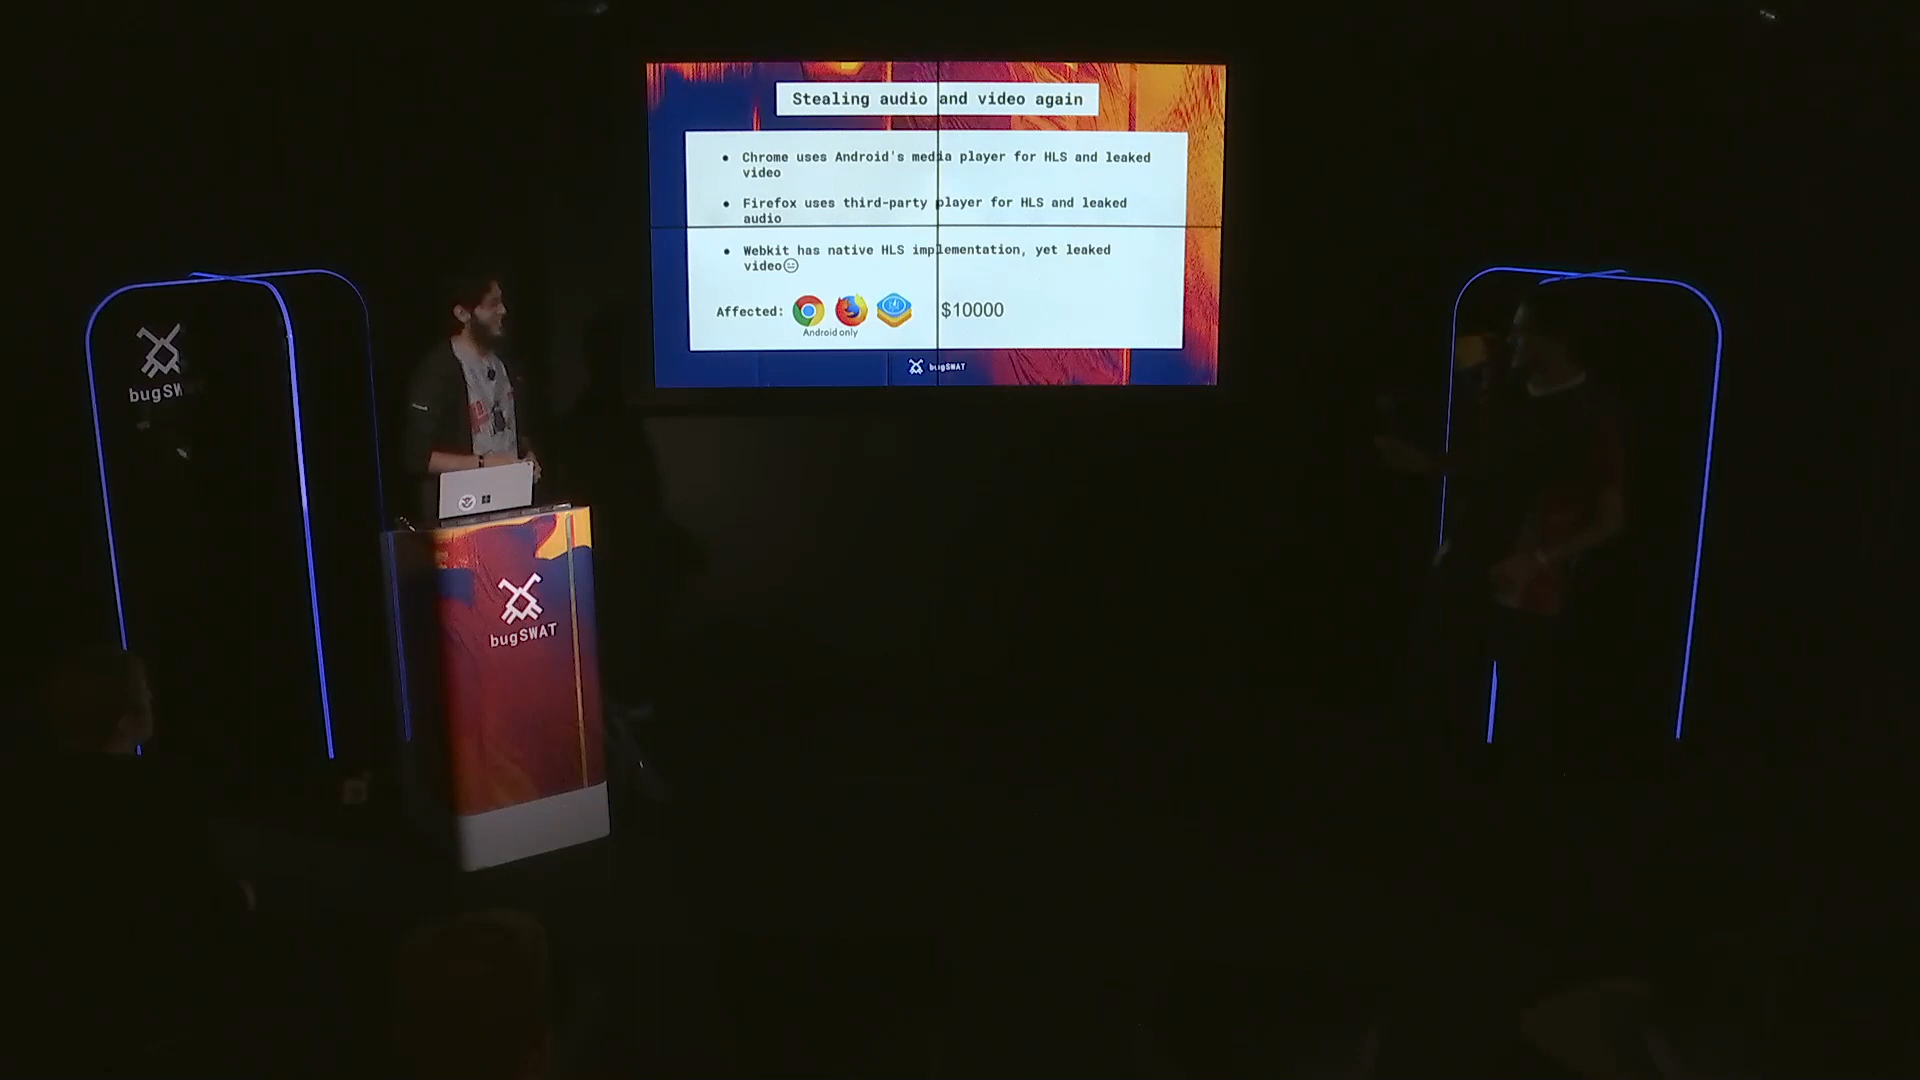 Stealing audio and video again
● Chrome uses Android's media player for HLS and leaked
video
● Firefox uses third-party player for HLS and leaked
audio
● Webkit has native HLS implementation, yet leaked
video😐
Affected: $10000
Android only
bugSWAT
bugSW
bugSWAT